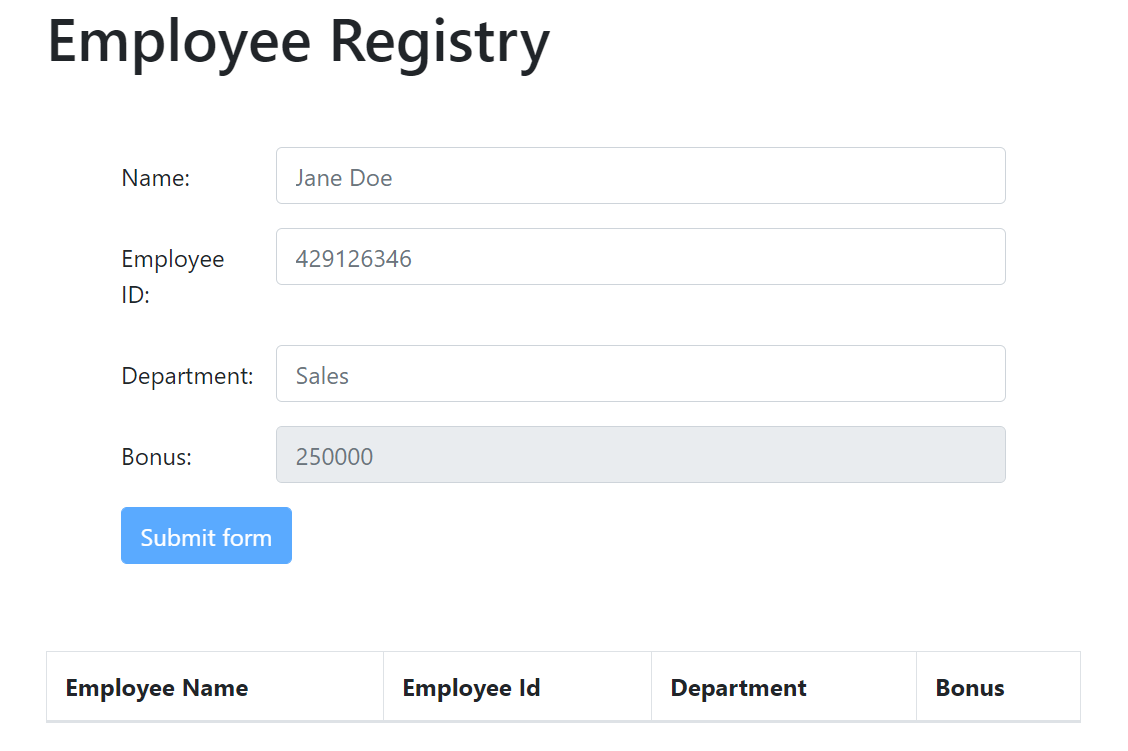 Employee Registry
Name:
Jane Doe
Employee
ID:
429126346
Department:
Sales
Bonus:
250000
Submit form
Employee Name Employee Id Department Bonus